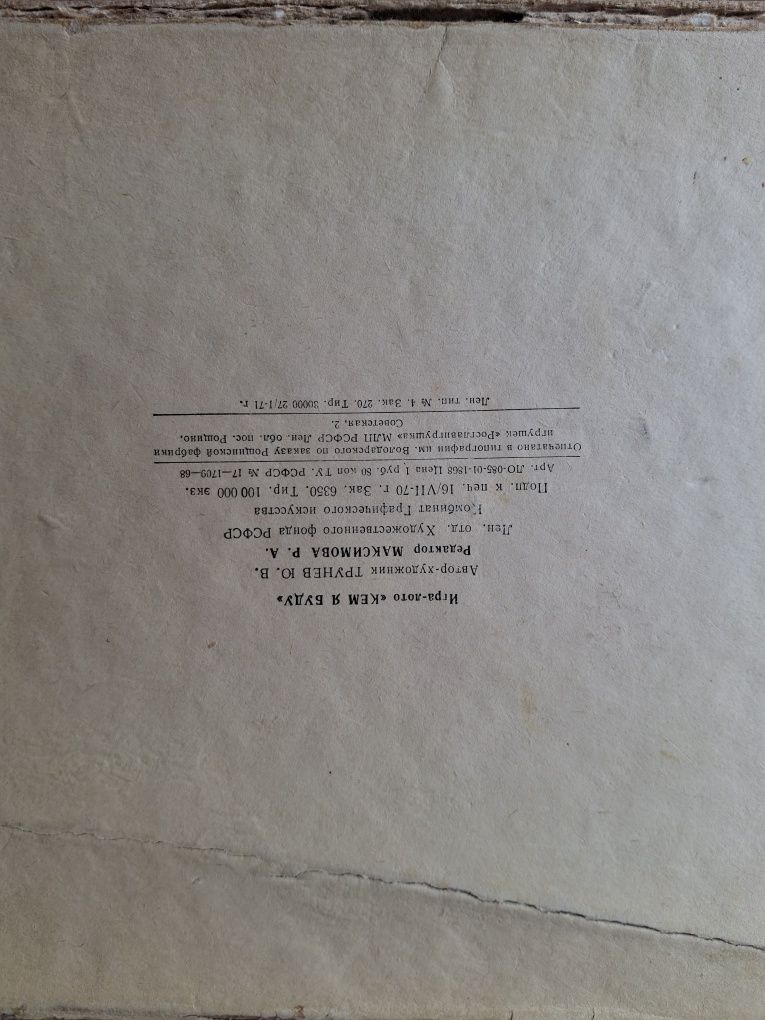 Игра-лото «КЕМ Я БУДУ»
Автор-художник ТРУНЕВ Ю. В.
Редактор МАКСИМОВА Р. А.
Лен. отд. Художественного фонда РСФСР
Комбинат Графического искусства
Подп. к печ. 16/VII-70 г. Зак. 6350. Тир. 100 000 экз.
Арт. ЛО-085-01-1868 Цена 1 руб. 80 коп ТУ. РСФСР № 17—1709—68
Отпечатано в типографии им. Володарского по заказу Рощинской фабрики
игрушек «Росглавигрушка» МЛП РСФСР Лен. обл. пос. Рощино,
Советская, 2.
Лен. тип. № 4. Зак. 270. Тир. 30000 27/1-71 г.